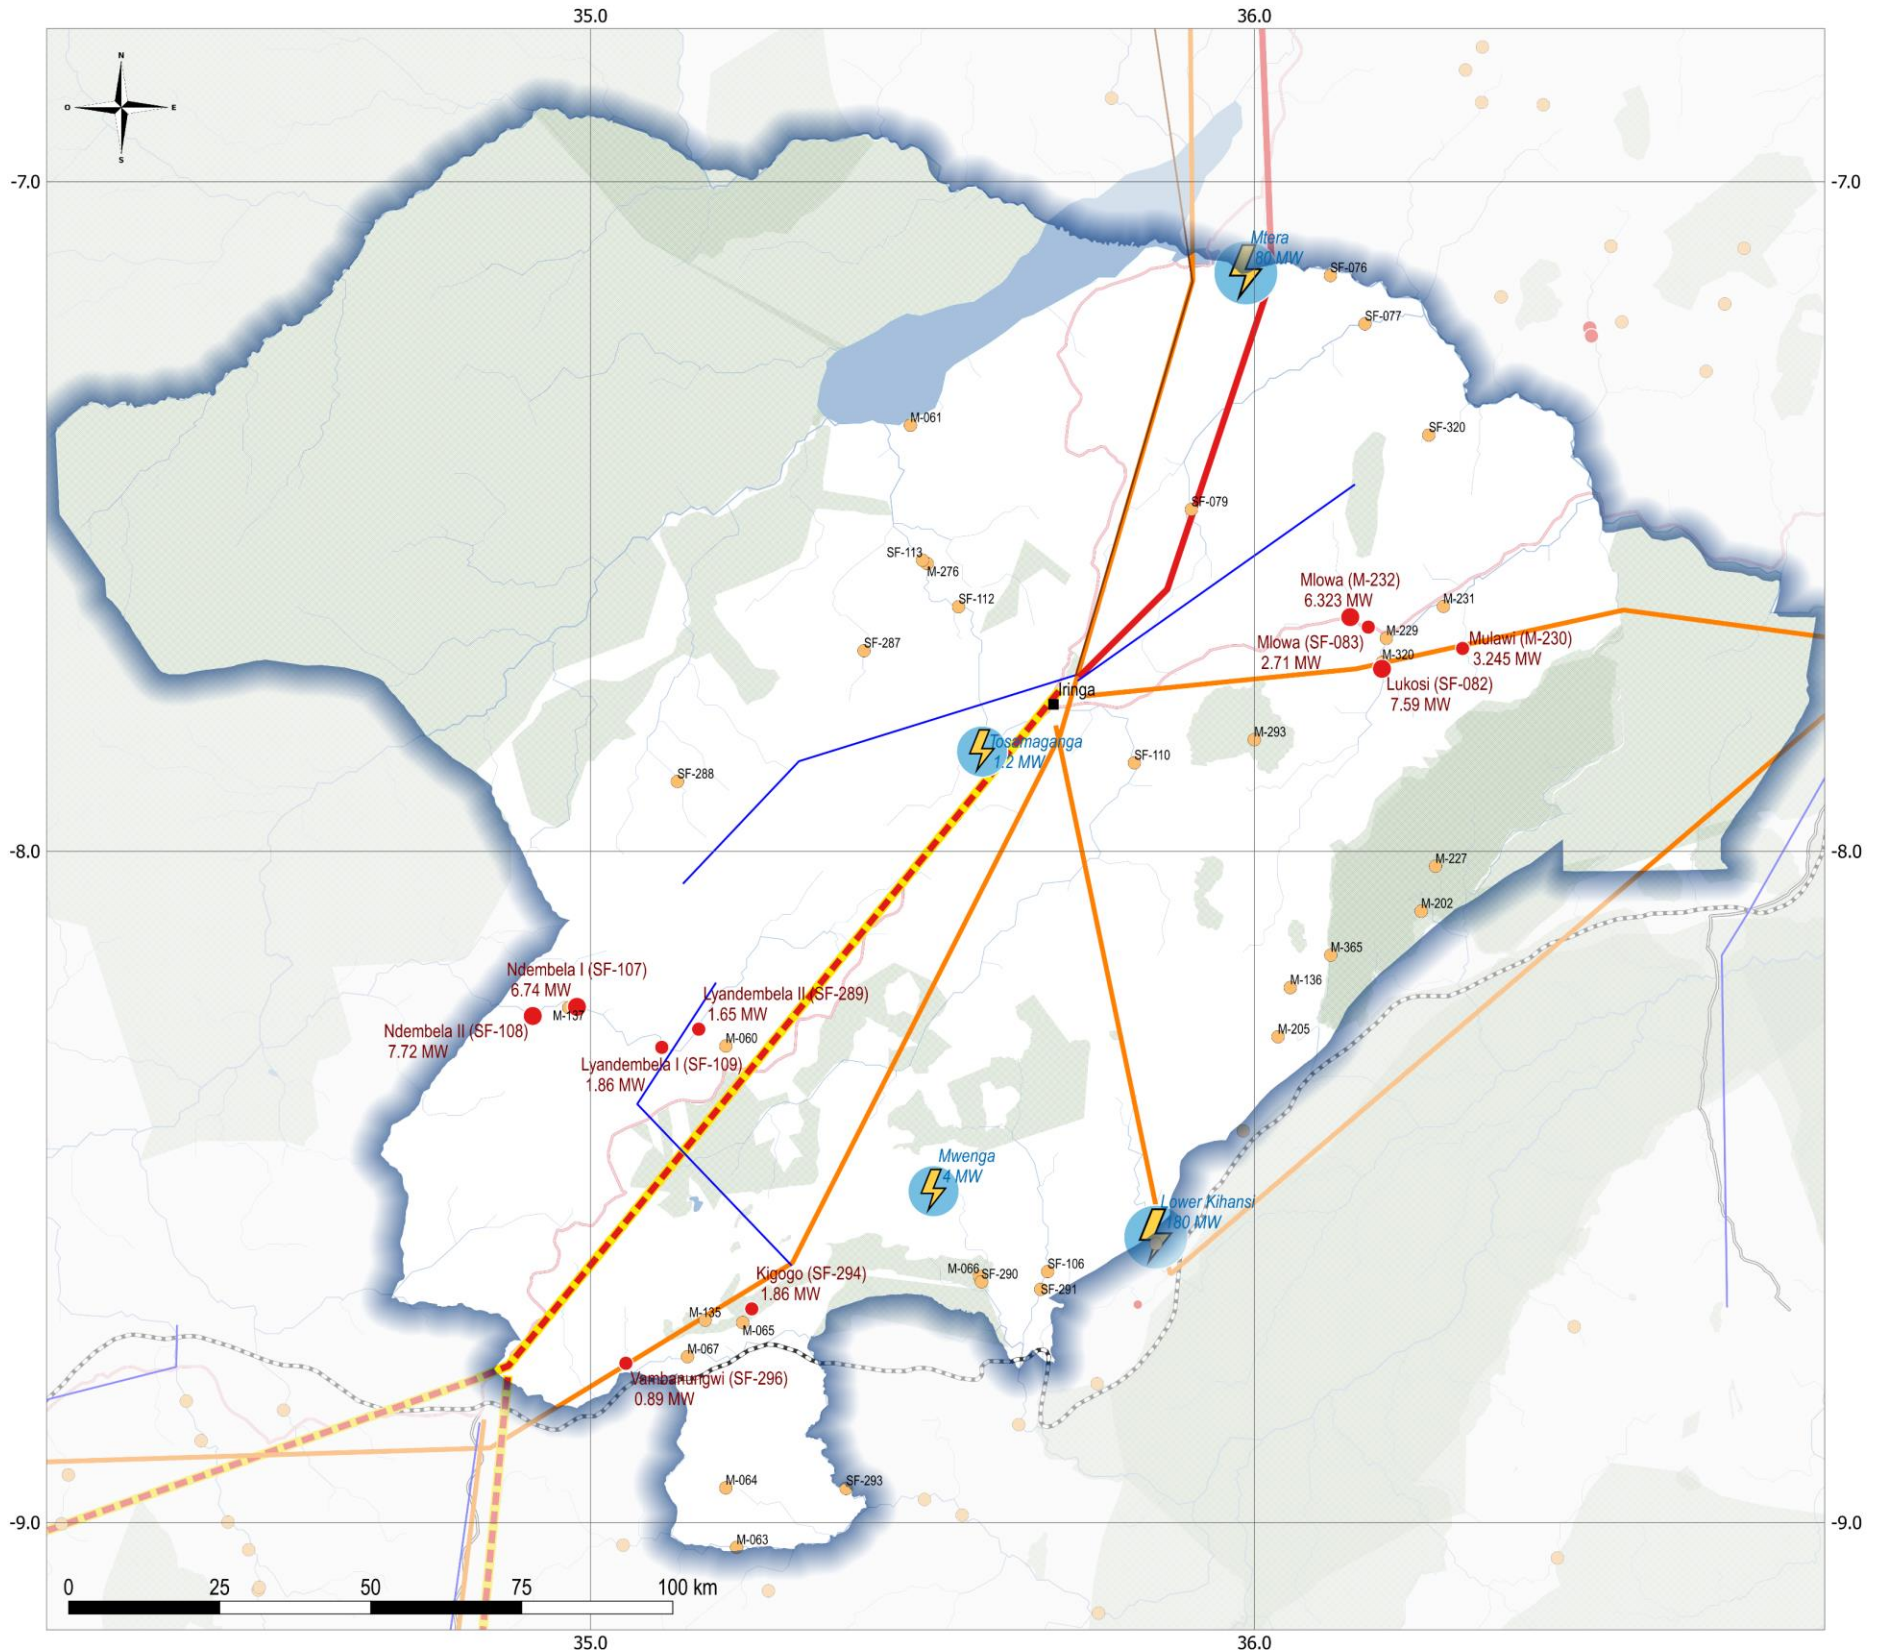 35.0
36.0
N
O
E
S
-7.0
-7.0
Mtera
80 MW
SF-076
SF-077
M-061
SF-320
SF-079
SF-113
M-276
SF-112
Mlowa (M-232)
6.323 MW
M-231
SF-287
Mlowa (SF-083)
2.71 MW
M-229
M-320
Mulawi (M-230)
3.245 MW
Lukosi (SF-082)
7.59 MW
Iringa
Tosamaganga
1.2 MW
M-293
SF-110
SF-288
-8.0
-8.0
M-227
M-202
M-365
M-136
M-205
Ndembela I (SF-107)
6.74 MW
M-137
Ndembela II (SF-108)
7.72 MW
Lyandembela II (SF-289)
1.65 MW
M-060
Lyandembela I (SF-109)
1.86 MW
Mwenga
4 MW
Lower Kihansi
180 MW
M-066
SF-290
SF-106
SF-291
Kigogo (SF-294)
1.86 MW
M-135
M-065
M-067
Vambanungwi (SF-296)
0.89 MW
M-064
SF-293
-9.0
-9.0
M-063
0
25
50
75
100 km
35.0
36.0